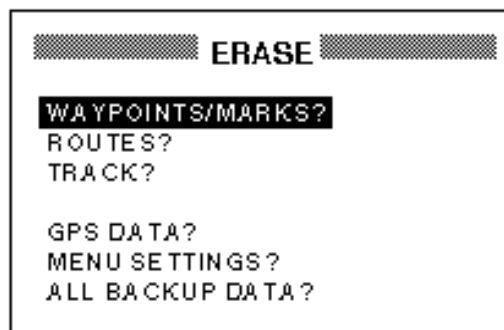 ERASE
WAYPOINTS/MARKS?
ROUTES?
TRACK?
GPS DATA?
MENU SETTINGS?
ALL BACKUP DATA?